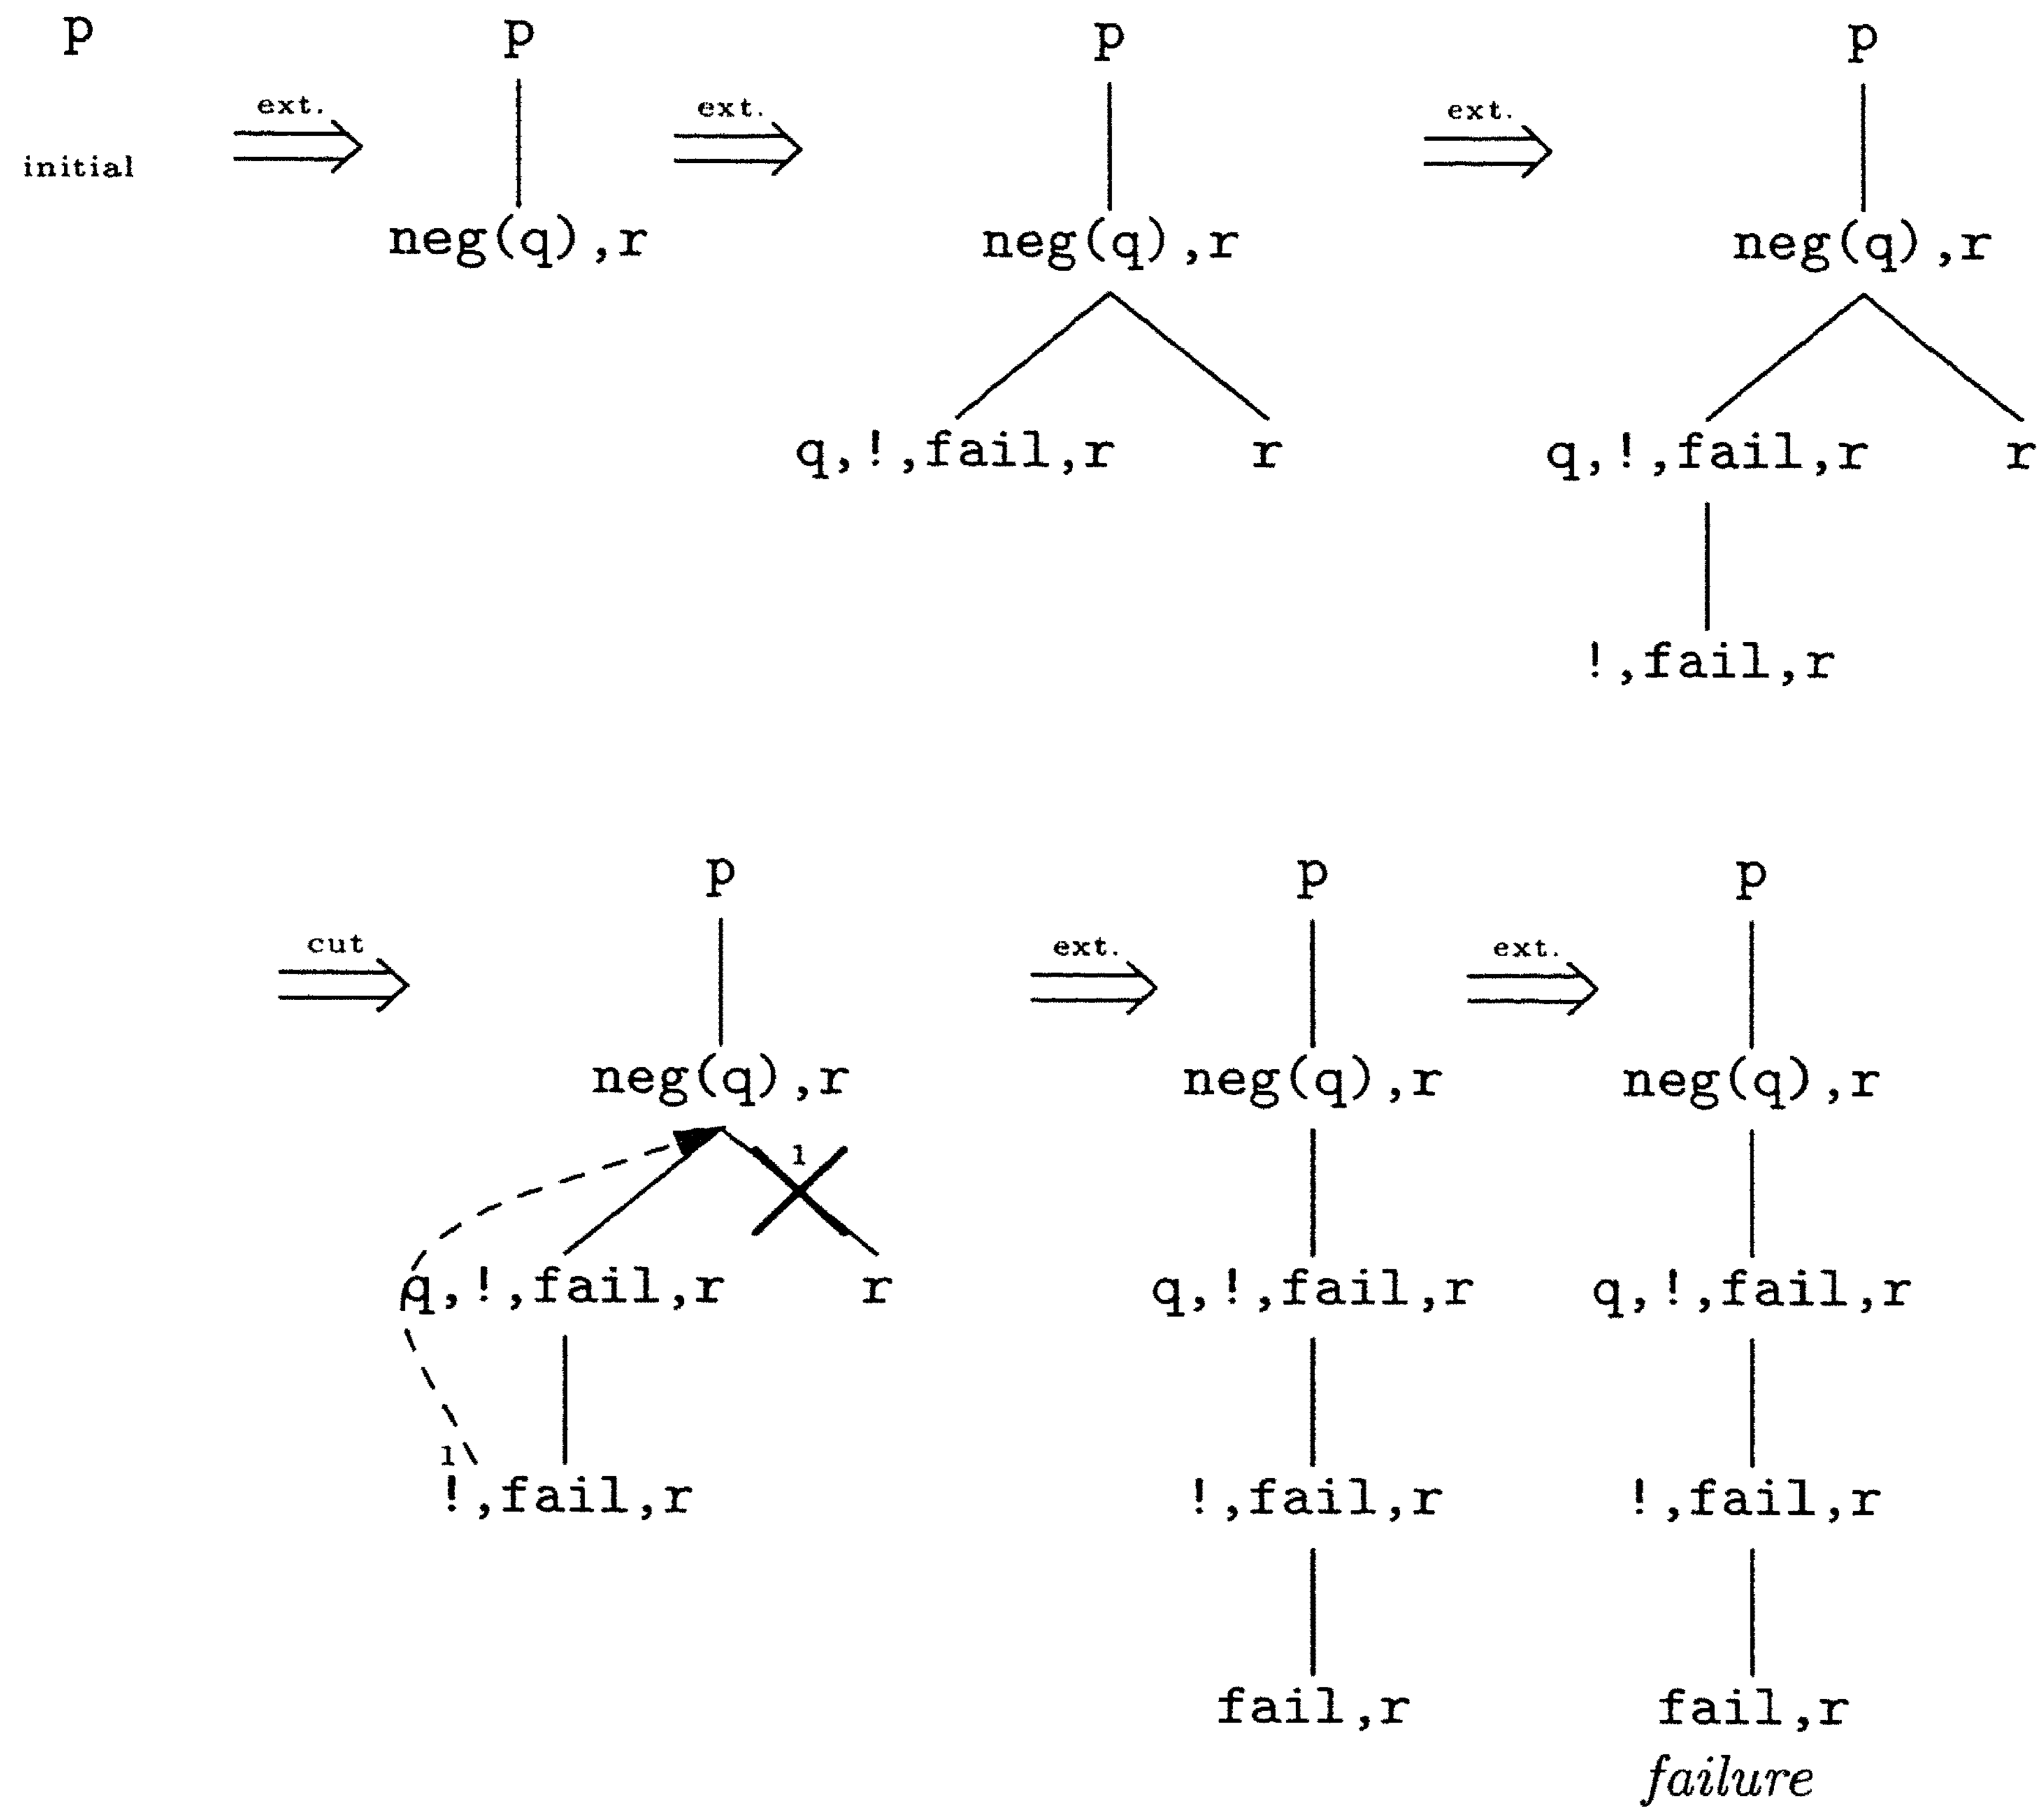 p p p p
ext. ext. ext.
initial
neg(q),r neg(q),r neg(q),r
q,!,fail,r r q,!,fail,r r
!,fail,r
p p p
cut ext. ext.
neg(q),r neg(q),r neg(q),r
1
q,!,fail,r r q,!,fail,r q,!,fail,r
1
!,fail,r !,fail,r !,fail,r
fail,r fail,r
failure